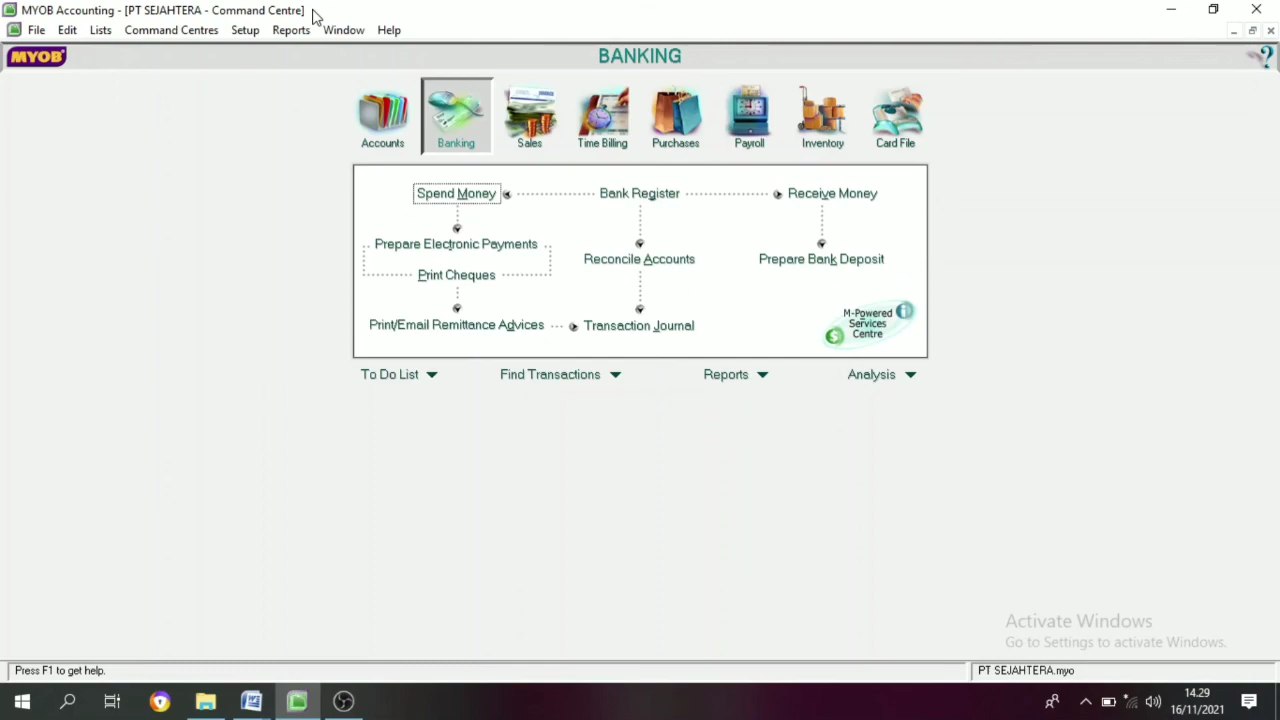 MYOB Accounting - [PT SEJAHTERA - Command Centre]
File Edit Lists Command Centres Setup Reports Window Help
MYOB
BANKING
?
Accounts Banking Sales Time Billing Purchases Payroll Inventory Card File
Spend Money Bank Register Receive Money
Prepare Electronic Payments
Reconcile Accounts Prepare Bank Deposit
Print Cheques
Print/Email Remittance Advices Transaction Journal
M-Powered
Services
Centre
To Do List Find Transactions Reports Analysis
Activate Windows
Go to Settings to activate Windows.
Press F1 to get help. PT SEJAHTERA.myo
14.29
16/11/2021